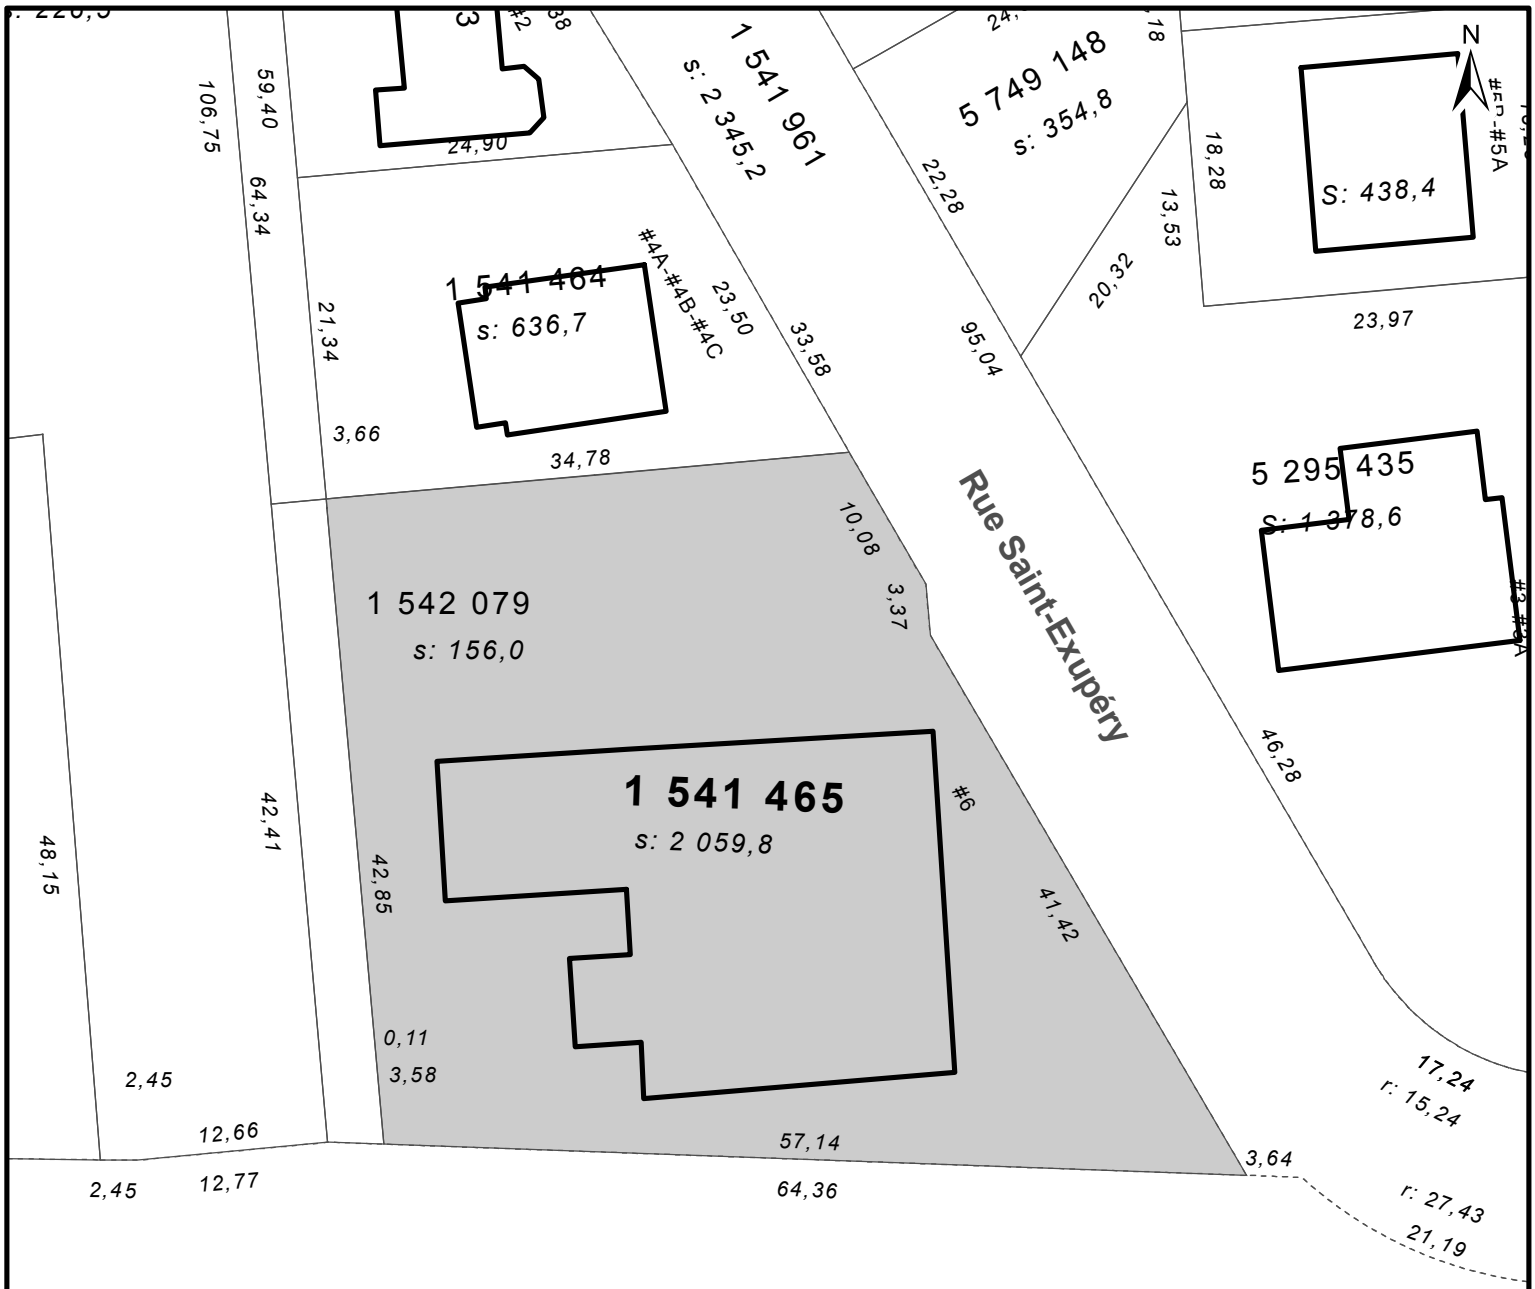 106,75
59,40
64,34
24,90
1 541 961
s: 2 345,2
5 749 148
s: 354,8
22,28
18,28
13,53
20,32
N
S: 438,4
23,97
1 541 464
s: 636,7
#4A-#4B-#4C
23,50
33,58
95,04
21,34
3,66
34,78
10,08
3,37
Rue Saint-Exupéry
5 295 435
S: 1 378,6
46,28
1 542 079
s: 156,0
1 541 465
s: 2 059,8
#6
41,42
42,41
42,85
48,15
0,11
3,58
2,45
12,66
57,14
3,64
2,45
12,77
64,36
17,24
r: 15,24
r: 27,43
21,19